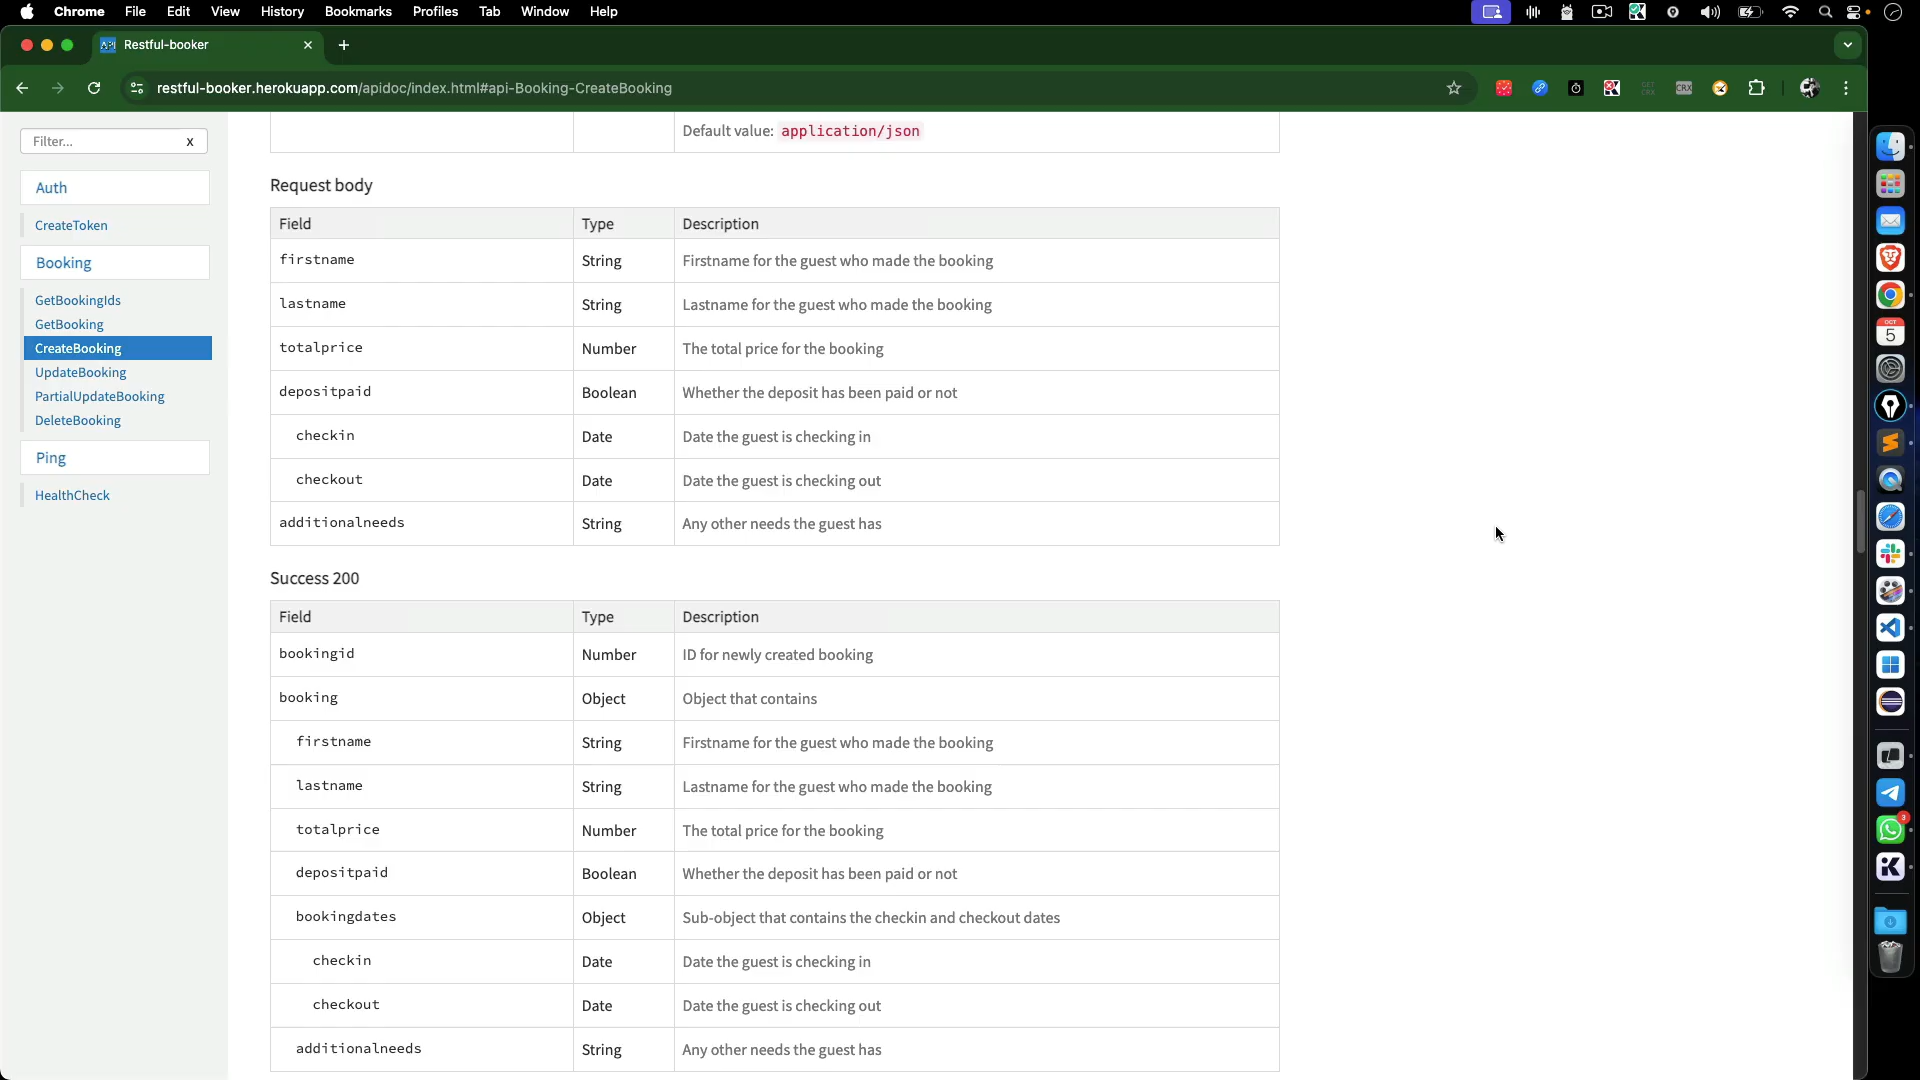 Chrome File Edit View History Bookmarks Profiles Tab Window Help
Restful-booker
restful-booker.herokuapp.com/apidoc/index.html#api-Booking-CreateBooking
Filter... x
Auth
CreateToken
Booking
GetBookingIds
GetBooking
CreateBooking
UpdateBooking
PartialUpdateBooking
DeleteBooking
Ping
HealthCheck
Default value: application/json
Request body
Field Type Description
firstname String Firstname for the guest who made the booking
lastname String Lastname for the guest who made the booking
totalprice Number The total price for the booking
depositpaid Boolean Whether the deposit has been paid or not
checkin Date Date the guest is checking in
checkout Date Date the guest is checking out
additionalneeds String Any other needs the guest has
Success 200
Field Type Description
bookingid Number ID for newly created booking
booking Object Object that contains
firstname String Firstname for the guest who made the booking
lastname String Lastname for the guest who made the booking
totalprice Number The total price for the booking
depositpaid Boolean Whether the deposit has been paid or not
bookingdates Object Sub-object that contains the checkin and checkout dates
checkin Date Date the guest is checking in
checkout Date Date the guest is checking out
additionalneeds String Any other needs the guest has
OCT
5
3